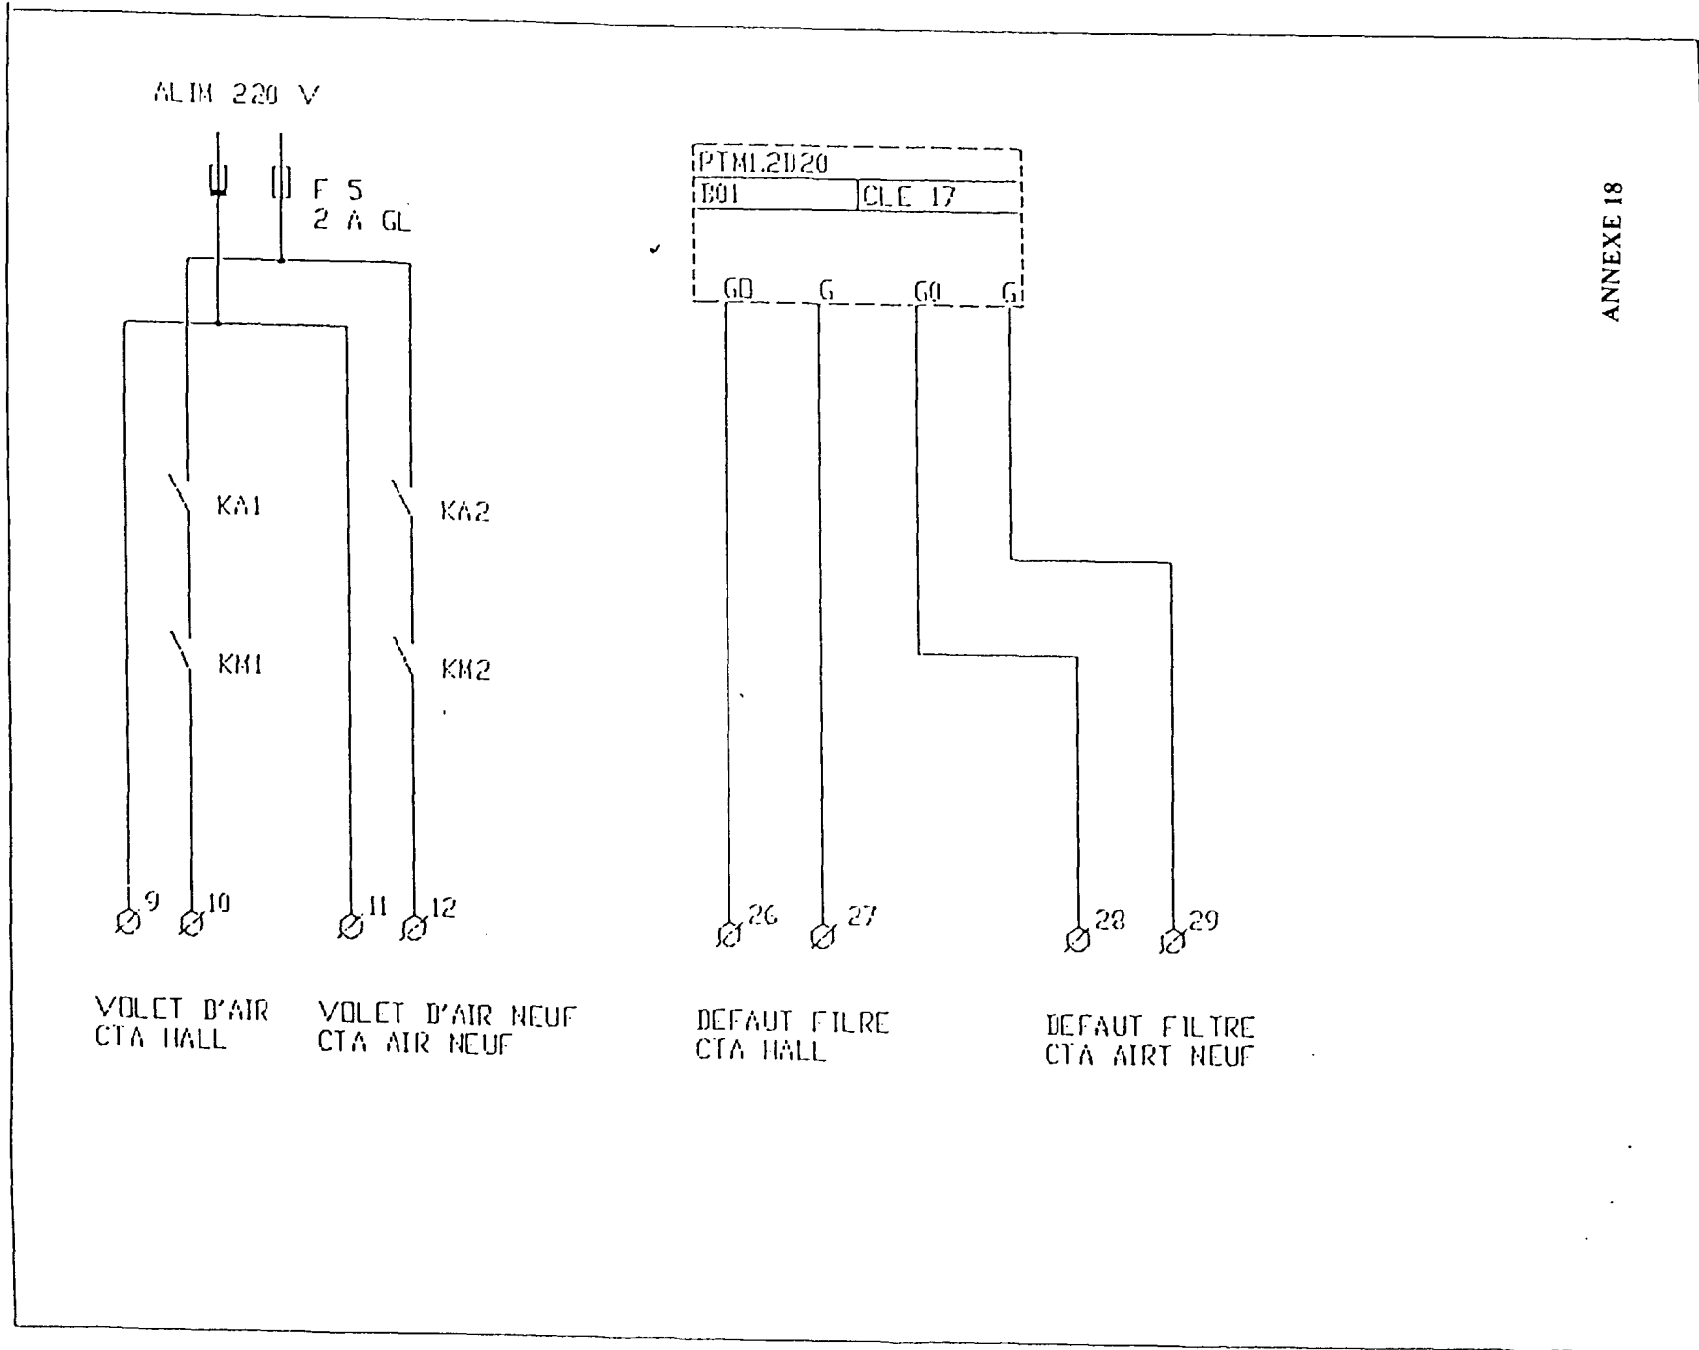 ALIM 220 V
F 5
2 A GL
PTM1.2D20
B01
CLE 17
G0
G
G0
G
ANNEXE 18
KA1
KA2
KM1
KM2
9
10
11
12
26
27
28
29
VOLET D'AIR
CTA HALL
VOLET D'AIR NEUF
CTA AIR NEUF
DEFAUT FILRE
CTA HALL
DEFAUT FILTRE
CTA AIRT NEUF